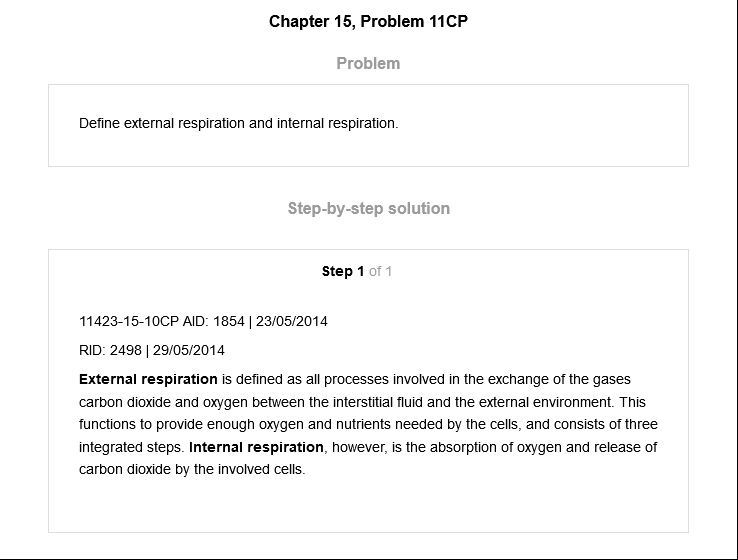 Chapter 15, Problem 11CP
Problem
Define external respiration and internal respiration.
Step-by-step solution
Step 1 of 1
11423-15-10CP AID: 1854 | 23/05/2014
RID: 2498 | 29/05/2014
External respiration is defined as all processes involved in the exchange of the gases
carbon dioxide and oxygen between the interstitial fluid and the external environment. This
functions to provide enough oxygen and nutrients needed by the cells, and consists of three
integrated steps. Internal respiration, however, is the absorption of oxygen and release of
carbon dioxide by the involved cells.